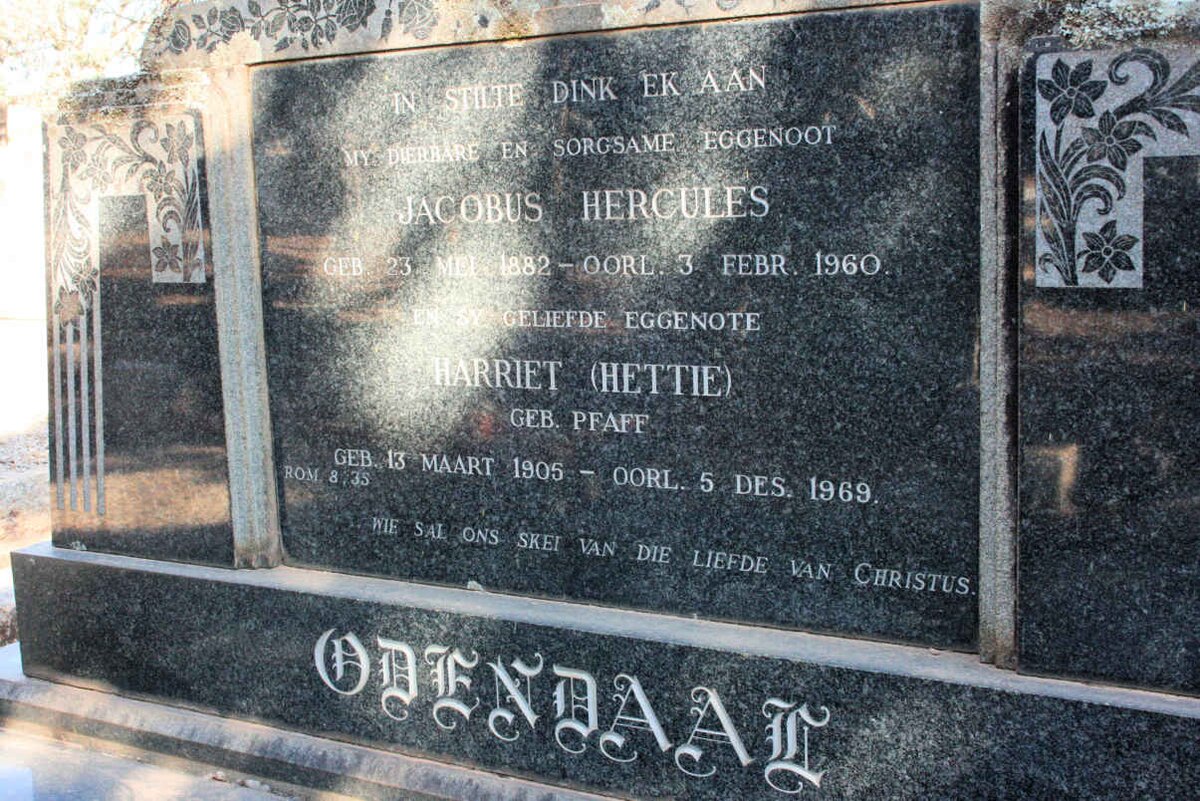 IN STILTE DINK EK AAN
MY DIERBARE EN SORGSAME EGGENOOT
JACOBUS HERCULES
GEB. 23 MEI. 1882 – OORL. 3 FEBR. 1960.
EN SY GELIEFDE EGGENOTE
HARRIET (HETTIE)
GEB. PFAFF
GEB. 13 MAART 1905 – OORL. 5 DES. 1969.
ROM. 8,35
WIE SAL ONS SKEI VAN DIE LIEFDE VAN CHRISTUS.
ODENDAAL